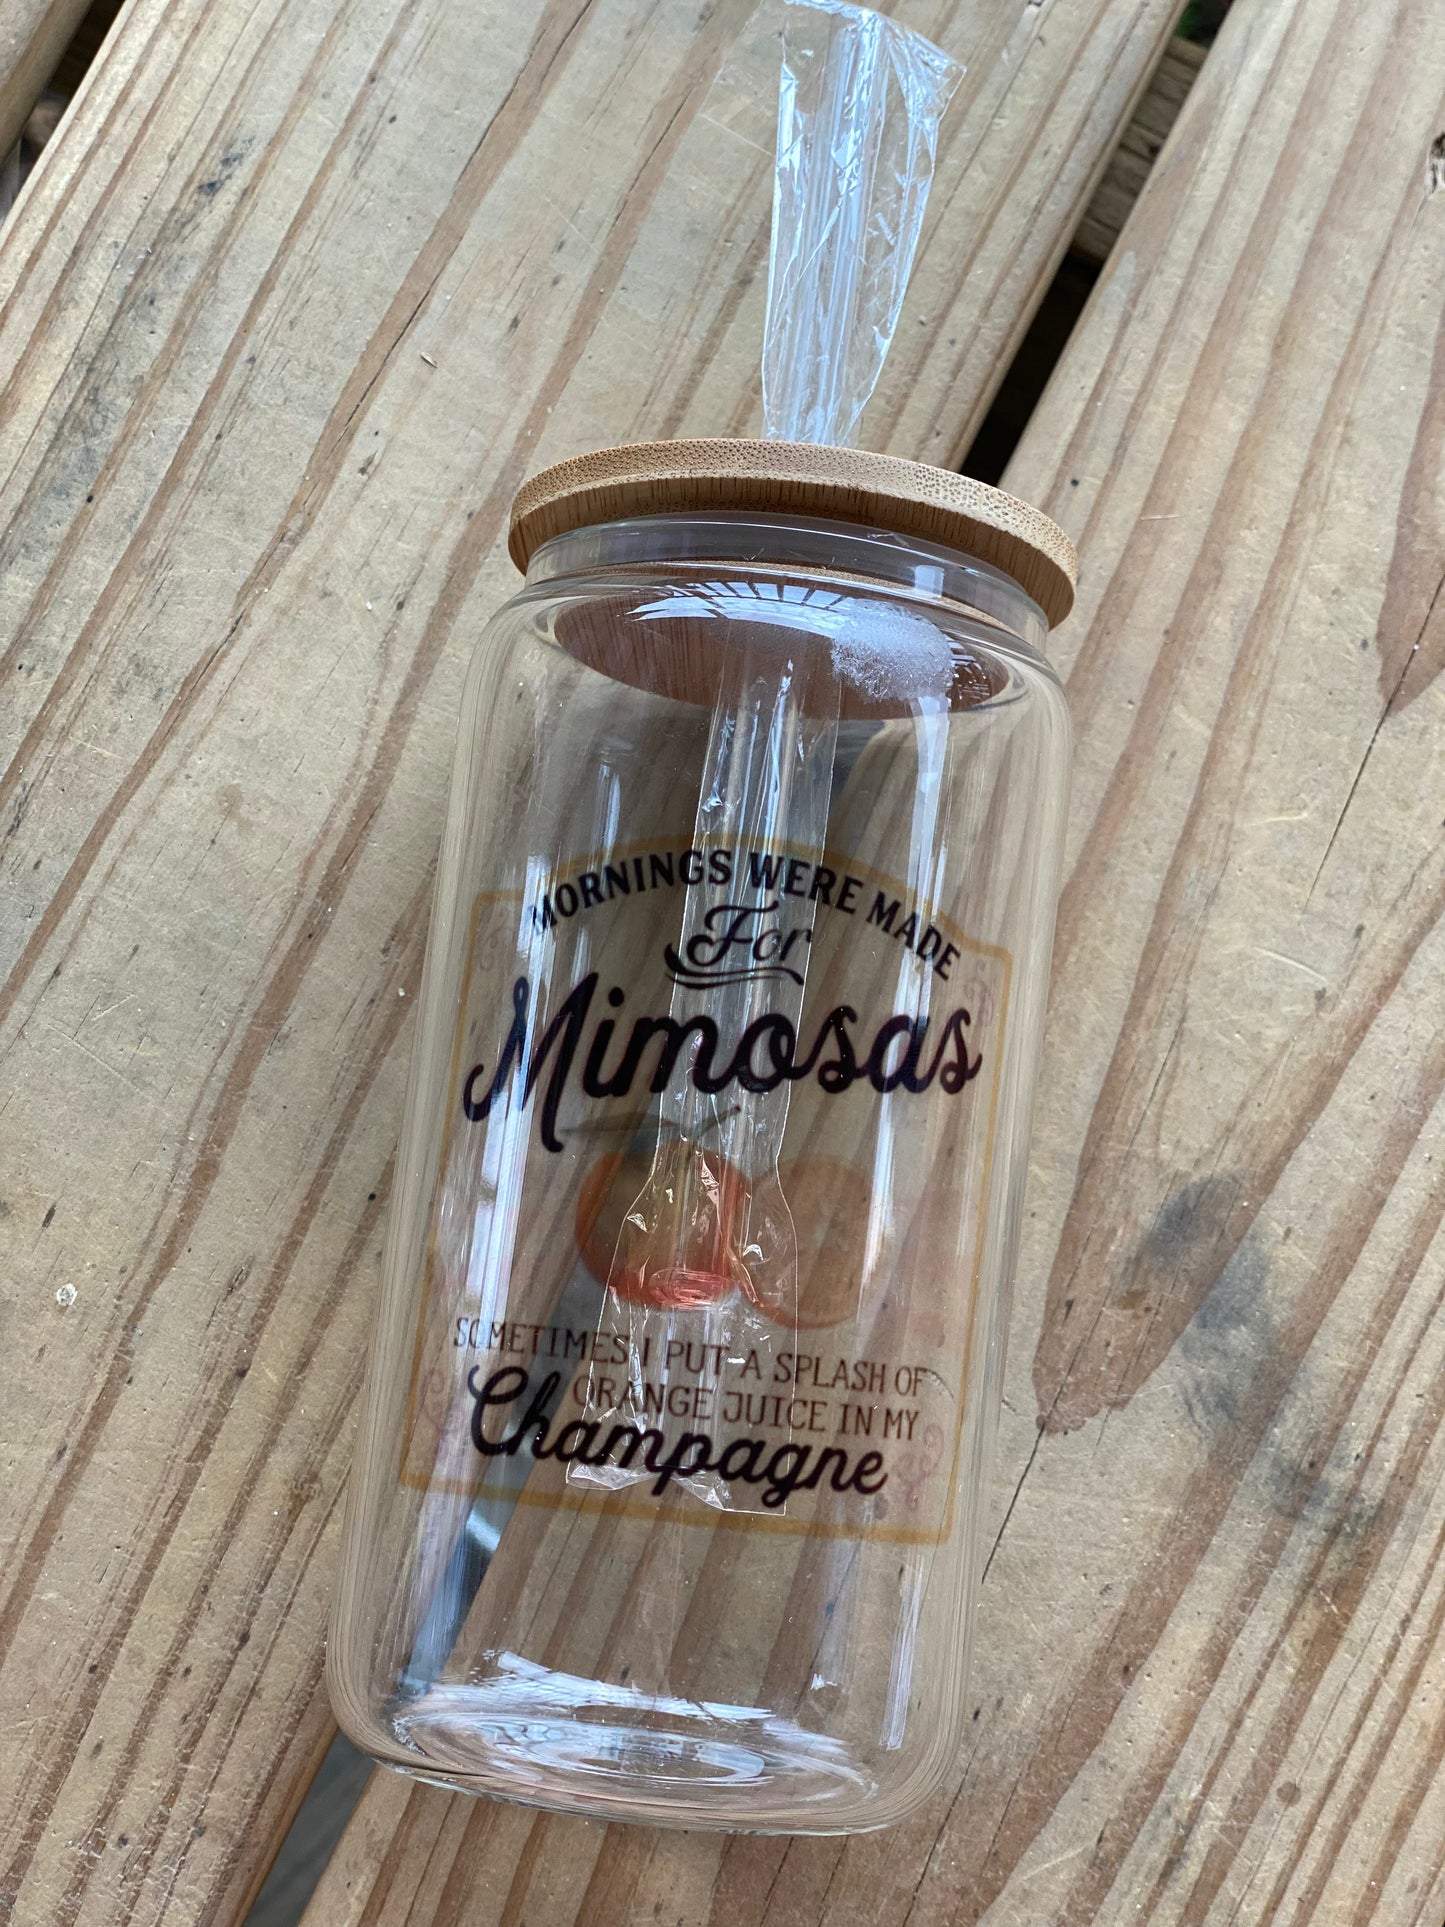 MORNINGS WERE MADE
For
Mimosas
SOMETIMES I PUT A SPLASH OF
ORANGE JUICE IN MY
Champagne